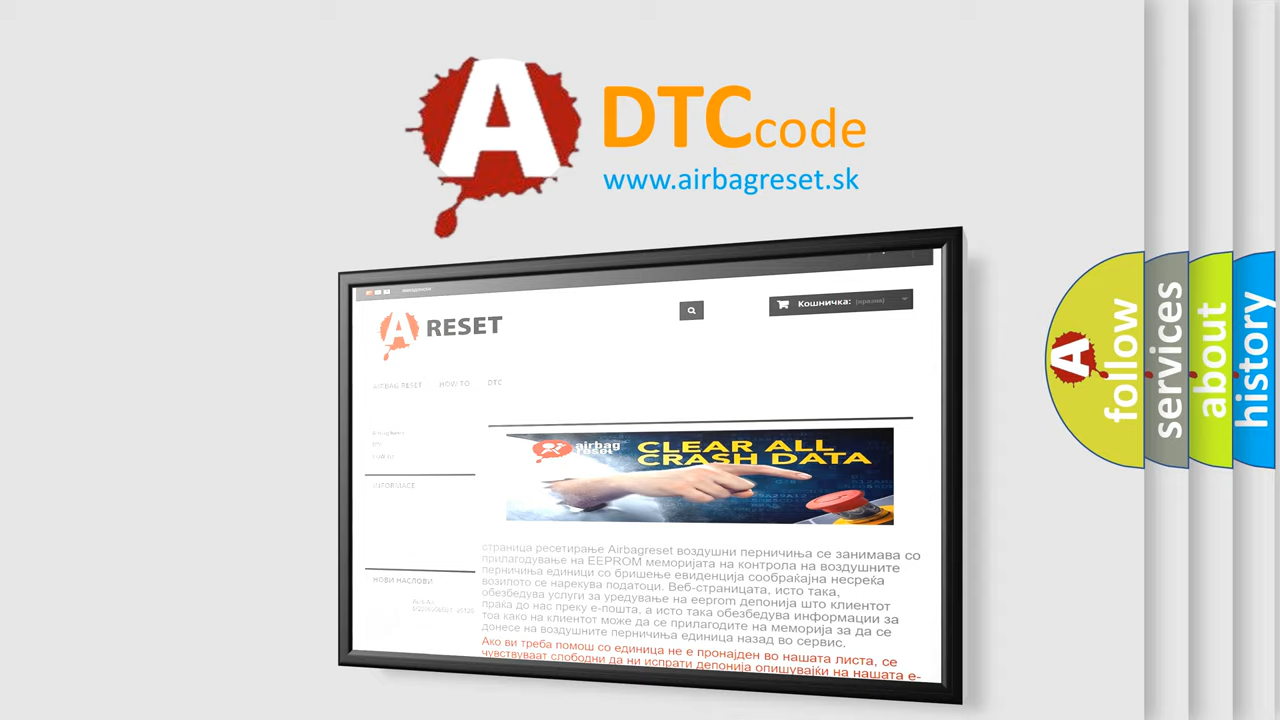 A
DTC code
www.airbagreset.sk
Кошничка: (празни)
A RESET
AIRBAG RESET HOW TO DTC
DTC
airbag reset
CLEAR ALL
CRASH DATA
INFORMACE
страница ресетирање Airbagreset воздушни перничиња се занимава со
прилагодување на EEPROM меморијата на контрола на воздушните
перничиња единици со бришење евиденција сообраќајна несреќа
возилото се нарекува податоци. Веб-страницата, исто така,
обезбедува услуги за уредување на eeprom депонија што клиентот
праќа до нас преку е-пошта, а исто така обезбедува информации за
тоа како на клиентот може да се прилагодите на меморија за да се
донесе на воздушните перничиња единица назад во сервис.
Ако ви треба помош со единица не е пронајден во нашата листа, се
чувствуваат слободни да ни испрати депонија опишувајќи на нашата е-
НОВИ НАСЛОВИ
A
follow
services
about
history